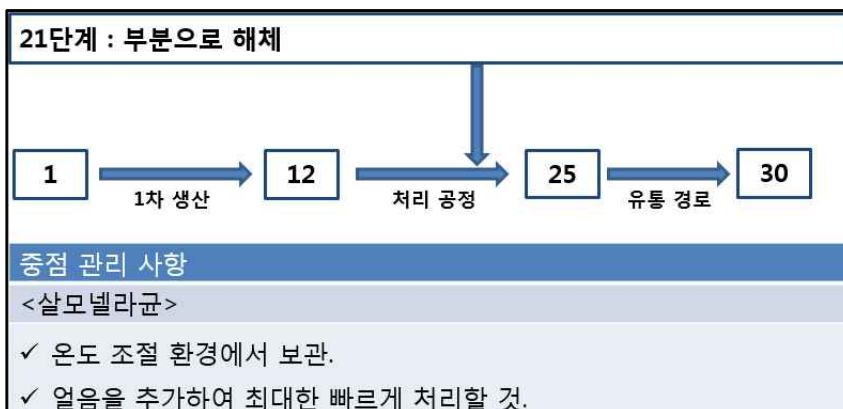 21단계 : 부분으로 해체
1
12
25
30
1차 생산
처리 공정
유통 경로
중점 관리 사항
<살모넬라균>
✓ 온도 조절 환경에서 보관.
✓ 얼음을 추가하여 최대한 빠르게 처리할 것.